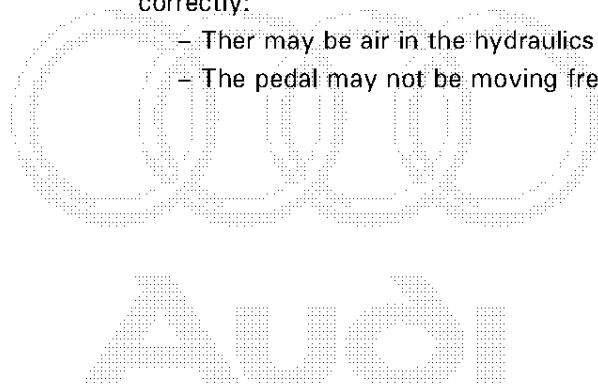 correctly:
– Ther may be air in the hydraulics
– The pedal may not be moving fre
Audi